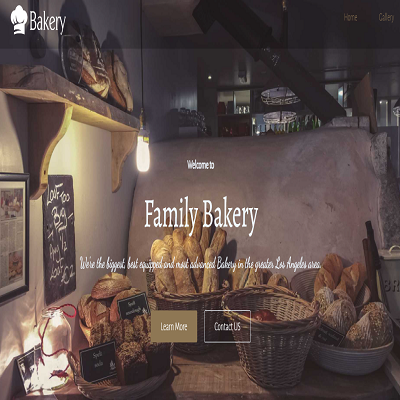 Bakery
Home
Gallery
Welcome to
Family Bakery
We're the biggest, best equipped and most advanced Bakery in the greater Los Angeles area.
Learn More
Contact US